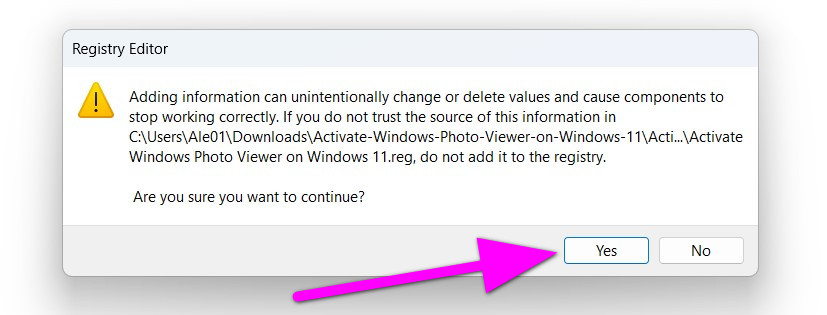 Registry Editor
Adding information can unintentionally change or delete values and cause components to
stop working correctly. If you do not trust the source of this information in
C:\Users\Ale01\Downloads\Activate-Windows-Photo-Viewer-on-Windows-11\Acti...\Activate
Windows Photo Viewer on Windows 11.reg, do not add it to the registry.
Are you sure you want to continue?
Yes
No